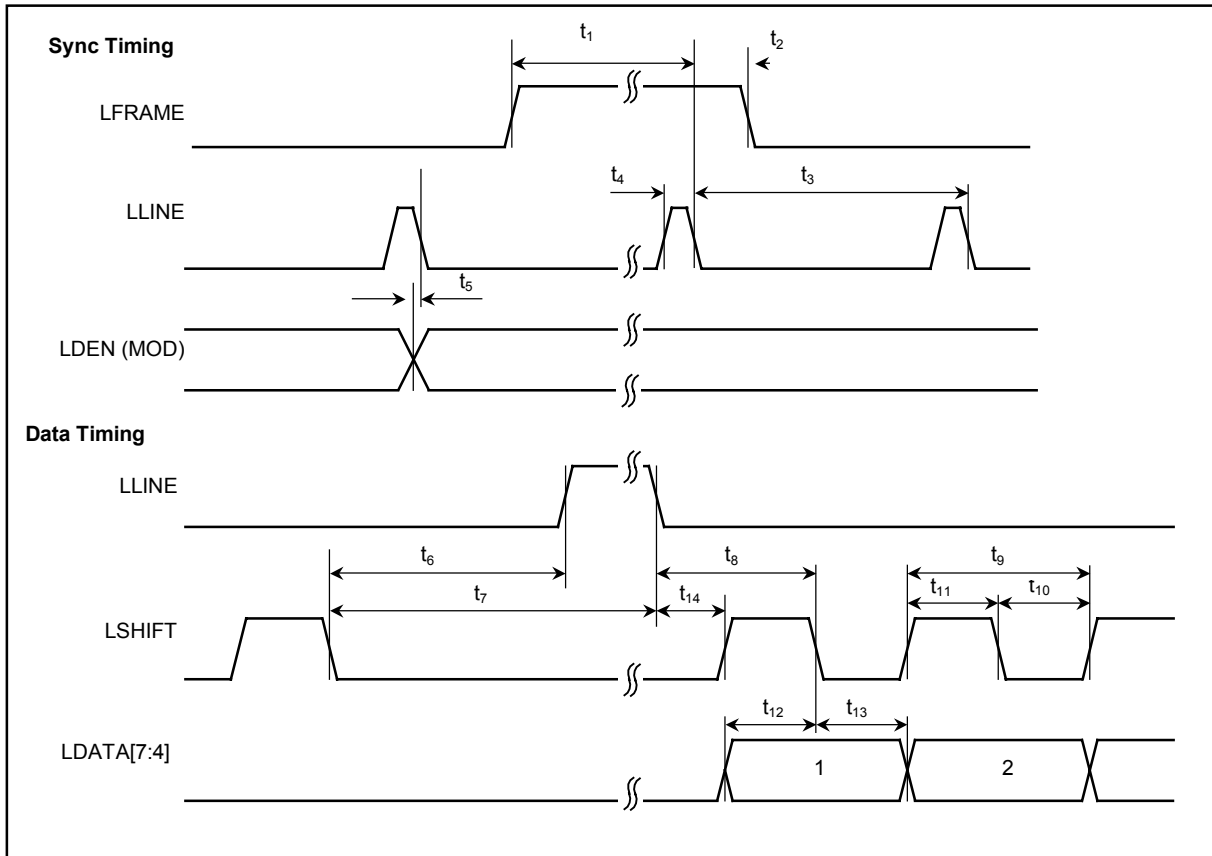 Sync Timing
t1
t2
LFRAME
t4
t3
LLINE
t5
LDEN (MOD)
Data Timing
LLINE
t6
t8
t9
t7
t14
t11
t10
LSHIFT
t12
t13
LDATA[7:4]
1
2